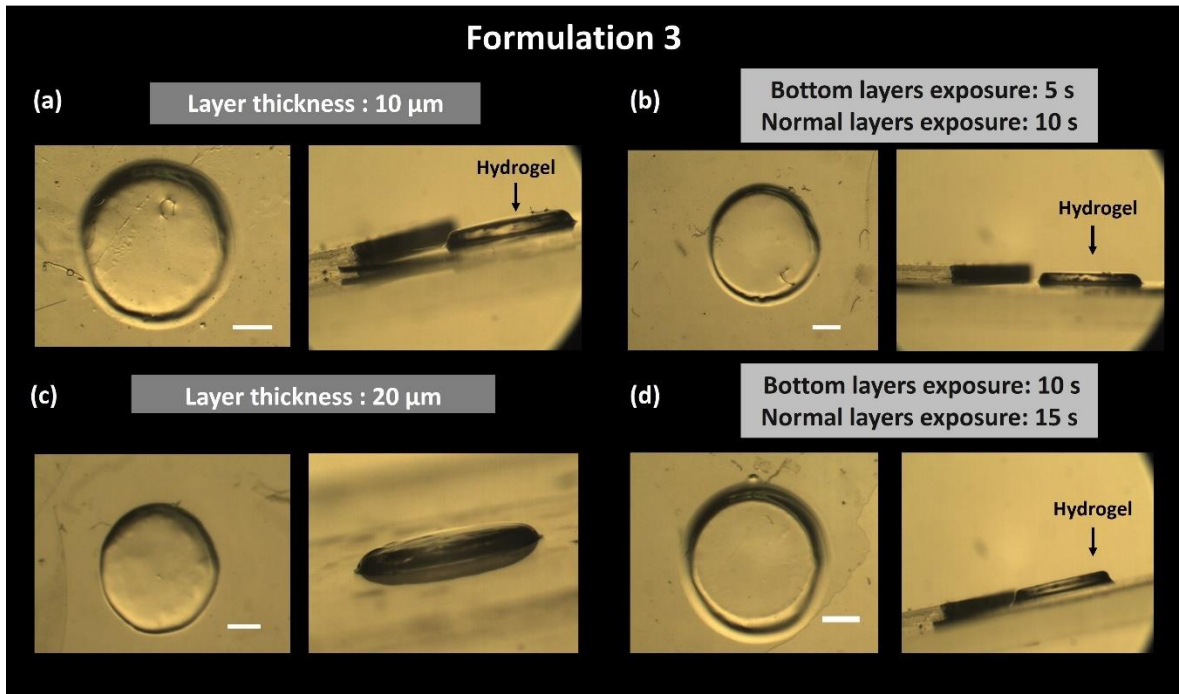 Formulation 3
(a)
Layer thickness : 10 µm
Hydrogel
(b)
Bottom layers exposure: 5 s
Normal layers exposure: 10 s
Hydrogel
(c)
Layer thickness : 20 µm
(d)
Bottom layers exposure: 10 s
Normal layers exposure: 15 s
Hydrogel